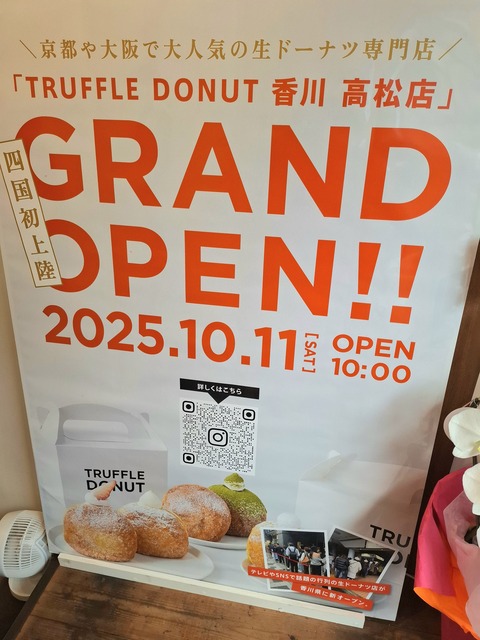 ＼京都や大阪で大人気の生ドーナツ専門店／
「TRUFFLE DONUT 香川 高松店」
四国初上陸
GRAND
OPEN!!
2025.10.11 [SAT] OPEN 10:00
詳しくはこちら
TRUFFLE
DONUT
TRU
テレビやSNSで話題の行列の生ドーナツ店が
香川県に新オープン。